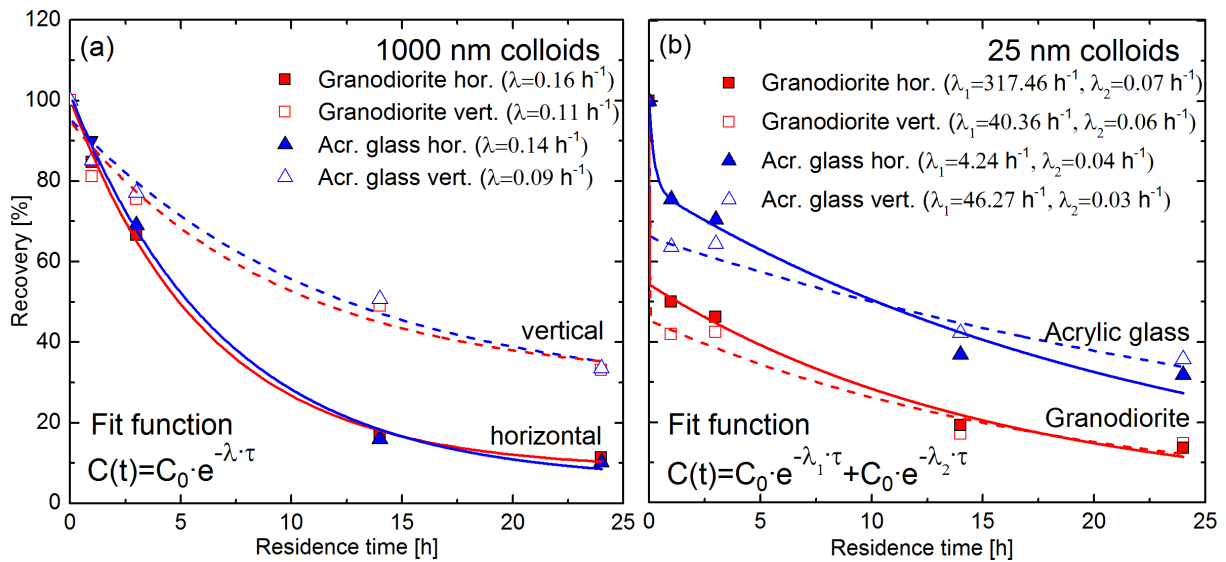 (a)
1000 nm colloids
Granodiorite hor. (λ=0.16 h⁻¹)
Granodiorite vert. (λ=0.11 h⁻¹)
Acr. glass hor. (λ=0.14 h⁻¹)
Acr. glass vert. (λ=0.09 h⁻¹)
vertical
horizontal
Fit function
C(t)=C₀·e^{-λ·τ}
Recovery [%]
120
100
80
60
40
20
0
0 5 10 15 20 25
Residence time [h]
(b)
25 nm colloids
Granodiorite hor. (λ₁=317.46 h⁻¹, λ₂=0.07 h⁻¹)
Granodiorite vert. (λ₁=40.36 h⁻¹, λ₂=0.06 h⁻¹)
Acr. glass hor. (λ₁=4.24 h⁻¹, λ₂=0.04 h⁻¹)
Acr. glass vert. (λ₁=46.27 h⁻¹, λ₂=0.03 h⁻¹)
Acrylic glass
Granodiorite
Fit function
C(t)=C₀·e^{-λ₁·τ}+C₀·e^{-λ₂·τ}
0 5 10 15 20 25
Residence time [h]